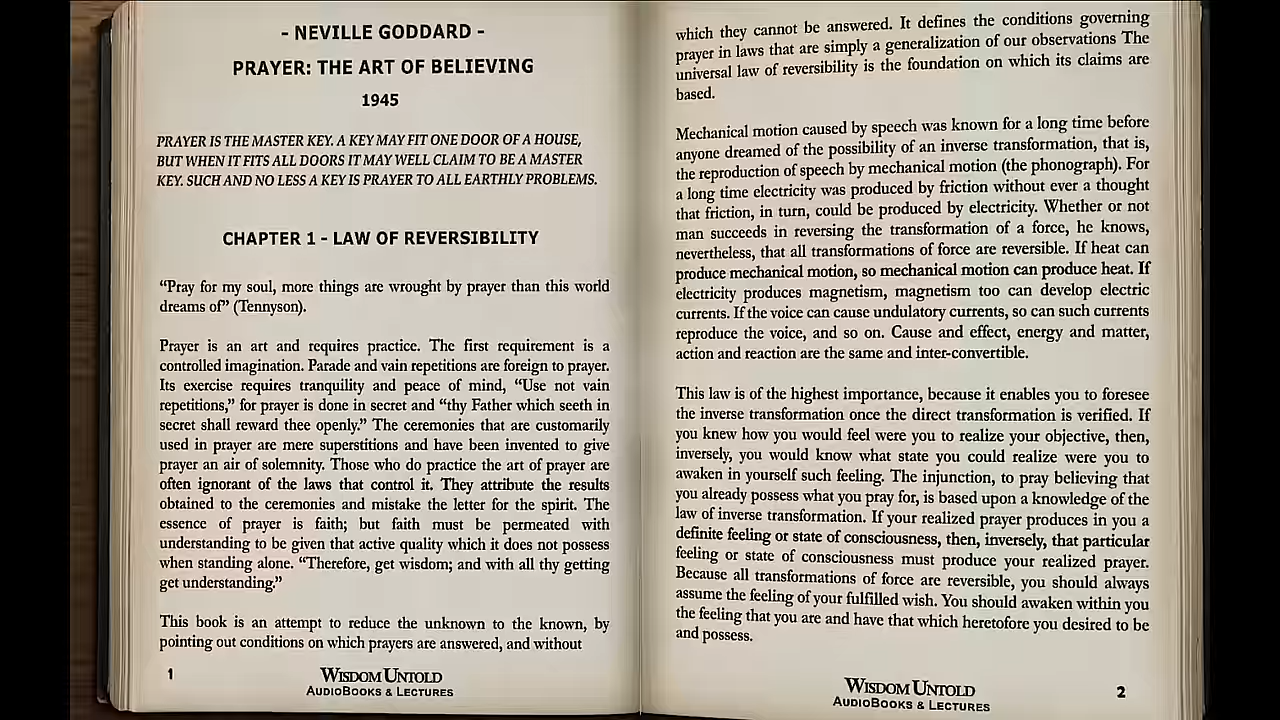 - NEVILLE GODDARD -
PRAYER: THE ART OF BELIEVING
1945
PRAYER IS THE MASTER KEY. A KEY MAY FIT ONE DOOR OF A HOUSE,
BUT WHEN IT FITS ALL DOORS IT MAY WELL CLAIM TO BE A MASTER
KEY. SUCH AND NO LESS A KEY IS PRAYER TO ALL EARTHLY PROBLEMS.
CHAPTER 1 - LAW OF REVERSIBILITY
“Pray for my soul, more things are wrought by prayer than this world
dreams of” (Tennyson).
Prayer is an art and requires practice. The first requirement is a
controlled imagination. Parade and vain repetitions are foreign to prayer.
Its exercise requires tranquility and peace of mind, “Use not vain
repetitions,” for prayer is done in secret and “thy Father which seeth in
secret shall reward thee openly.” The ceremonies that are customarily
used in prayer are mere superstitions and have been invented to give
prayer an air of solemnity. Those who do practice the art of prayer are
often ignorant of the laws that control it. They attribute the results
obtained to the ceremonies and mistake the letter for the spirit. The
essence of prayer is faith; but faith must be permeated with
understanding to be given that active quality which it does not possess
when standing alone. “Therefore, get wisdom; and with all thy getting
get understanding.”
This book is an attempt to reduce the unknown to the known, by
pointing out conditions on which prayers are answered, and without
1
WISDOM UNTOLD
AUDIOBOOKS & LECTURES
which they cannot be answered. It defines the conditions governing
prayer in laws that are simply a generalization of our observations The
universal law of reversibility is the foundation on which its claims are
based.
Mechanical motion caused by speech was known for a long time before
anyone dreamed of the possibility of an inverse transformation, that is,
the reproduction of speech by mechanical motion (the phonograph). For
a long time electricity was produced by friction without ever a thought
that friction, in turn, could be produced by electricity. Whether or not
man succeeds in reversing the transformation of a force, he knows,
nevertheless, that all transformations of force are reversible. If heat can
produce mechanical motion, so mechanical motion can produce heat. If
electricity produces magnetism, magnetism too can develop electric
currents. If the voice can cause undulatory currents, so can such currents
reproduce the voice, and so on. Cause and effect, energy and matter,
action and reaction are the same and inter-convertible.
This law is of the highest importance, because it enables you to foresee
the inverse transformation once the direct transformation is verified. If
you knew how you would feel were you to realize your objective, then,
inversely, you would know what state you could realize were you to
awaken in yourself such feeling. The injunction, to pray believing that
you already possess what you pray for, is based upon a knowledge of the
law of inverse transformation. If your realized prayer produces in you a
definite feeling or state of consciousness, then, inversely, that particular
feeling or state of consciousness must produce your realized prayer.
Because all transformations of force are reversible, you should always
assume the feeling of your fulfilled wish. You should awaken within you
the feeling that you are and have that which heretofore you desired to be
and possess.
WISDOM UNTOLD
AUDIOBOOKS & LECTURES
2